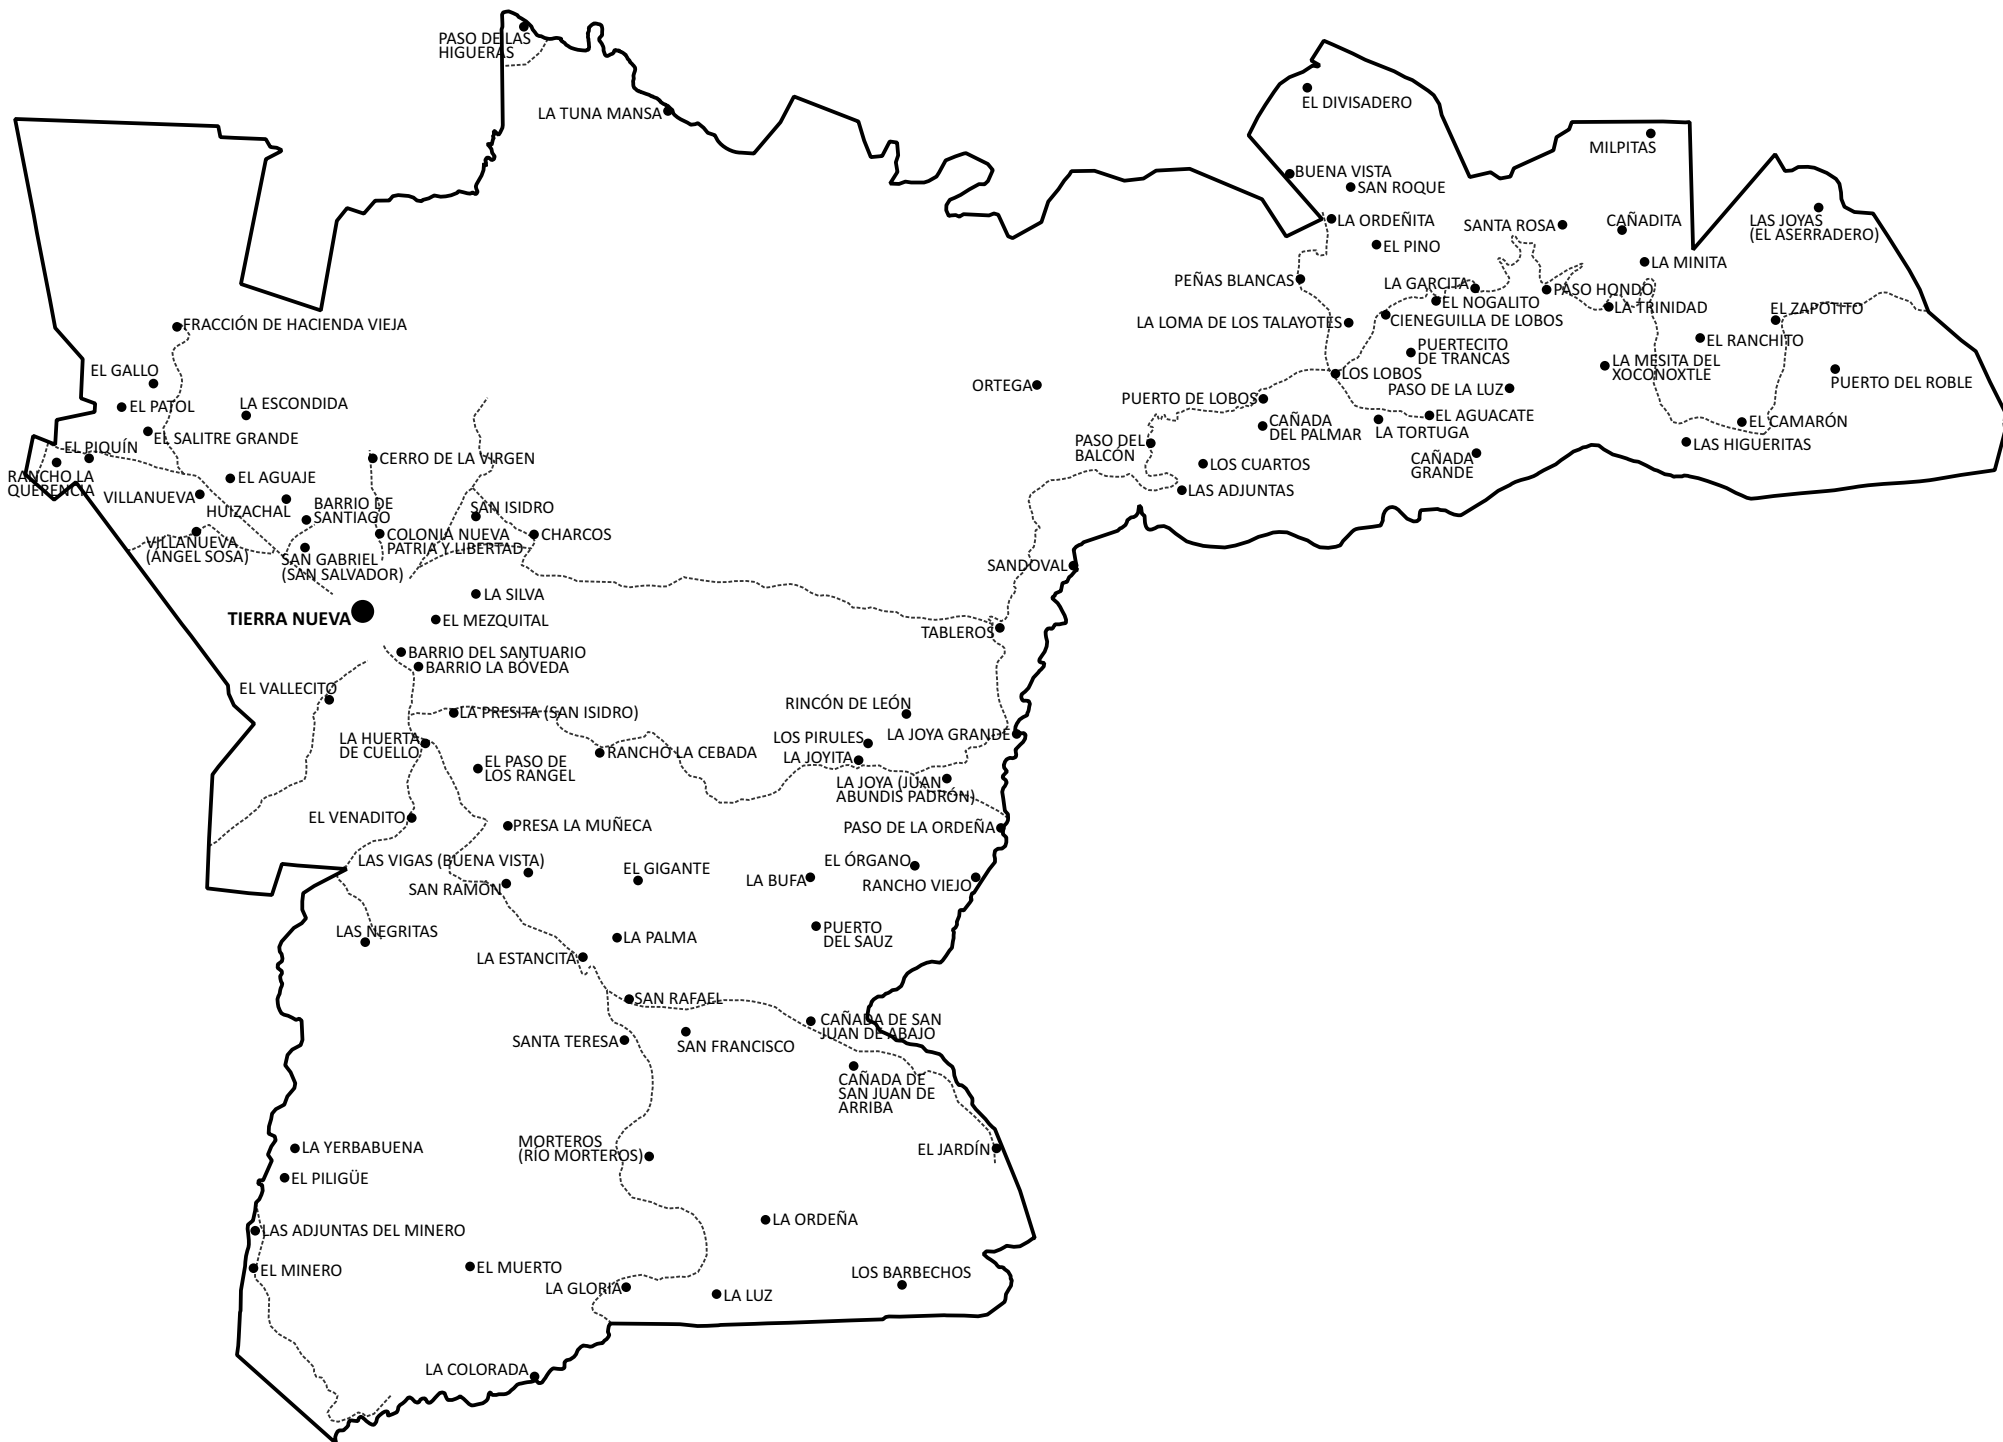 PASO DE LAS
HIGUERAS
LA TUNA MANSA
EL DIVISADERO
MILPITAS
BUENA VISTA
SAN ROQUE
LA ORDEÑITA
SANTA ROSA
CAÑADITA
LAS JOYAS
(EL ASERRADERO)
EL PINO
LA MINITA
PEÑAS BLANCAS
LA GARCITA
PASO HONDO
EL NOGALITO
LA TRINIDAD
EL ZAPOTITO
LA LOMA DE LOS TALAYOTES
CIENEGUILLA DE LOBOS
FRACCIÓN DE HACIENDA VIEJA
EL RANCHITO
PUERTECITO
DE TRANCAS
LA MESITA DEL
XOCONOXTLE
EL GALLO
LOS LOBOS
PUERTO DEL ROBLE
ORTEGA
PASO DE LA LUZ
PUERTO DE LOBOS
EL PATOL
LA ESCONDIDA
EL AGUACATE
CAÑADA
DEL PALMAR
LA TORTUGA
EL CAMARÓN
EL SALITRE GRANDE
PASO DEL
BALCÓN
LAS HIGUERITAS
EL PIQUÍN
CERRO DE LA VIRGEN
LOS CUARTOS
CAÑADA
GRANDE
RANCHO LA
QUERENCIA
EL AGUAJE
LAS ADJUNTAS
VILLANUEVA
HUIZACHAL
BARRIO DE
SANTIAGO
SAN ISIDRO
VILLANUEVA
(ÁNGEL SOSA)
COLONIA NUEVA
PATRIA Y LIBERTAD
CHARCOS
SAN GABRIEL
(SAN SALVADOR)
SANDOVAL
LA SILVA
TIERRA NUEVA
EL MEZQUITAL
TABLEROS
BARRIO DEL SANTUARIO
BARRIO LA BÓVEDA
EL VALLECITO
RINCÓN DE LEÓN
LA PRESITA (SAN ISIDRO)
LA HUERTA
DE CUELLO
LOS PIRULES
LA JOYA GRANDE
RANCHO LA CEBADA
LA JOYITA
EL PASO DE
LOS RANGEL
LA JOYA (JUAN
ABUNDIS PADRÓN)
EL VENADITO
PRESA LA MUÑECA
PASO DE LA ORDEÑA
LAS VIGAS (BUENA VISTA)
EL GIGANTE
EL ÓRGANO
SAN RAMÓN
LA BUFA
RANCHO VIEJO
LAS NEGRITAS
LA PALMA
PUERTO
DEL SAUZ
LA ESTANCITA
SAN RAFAEL
CAÑADA DE SAN
JUAN DE ABAJO
SANTA TERESA
SAN FRANCISCO
CAÑADA DE
SAN JUAN DE
ARRIBA
LA YERBABUENA
MORTEROS
(RÍO MORTEROS)
EL JARDÍN
EL PILIGÜE
LAS ADJUNTAS DEL MINERO
LA ORDEÑA
EL MINERO
EL MUERTO
LOS BARBECHOS
LA GLORIA
LA LUZ
LA COLORADA